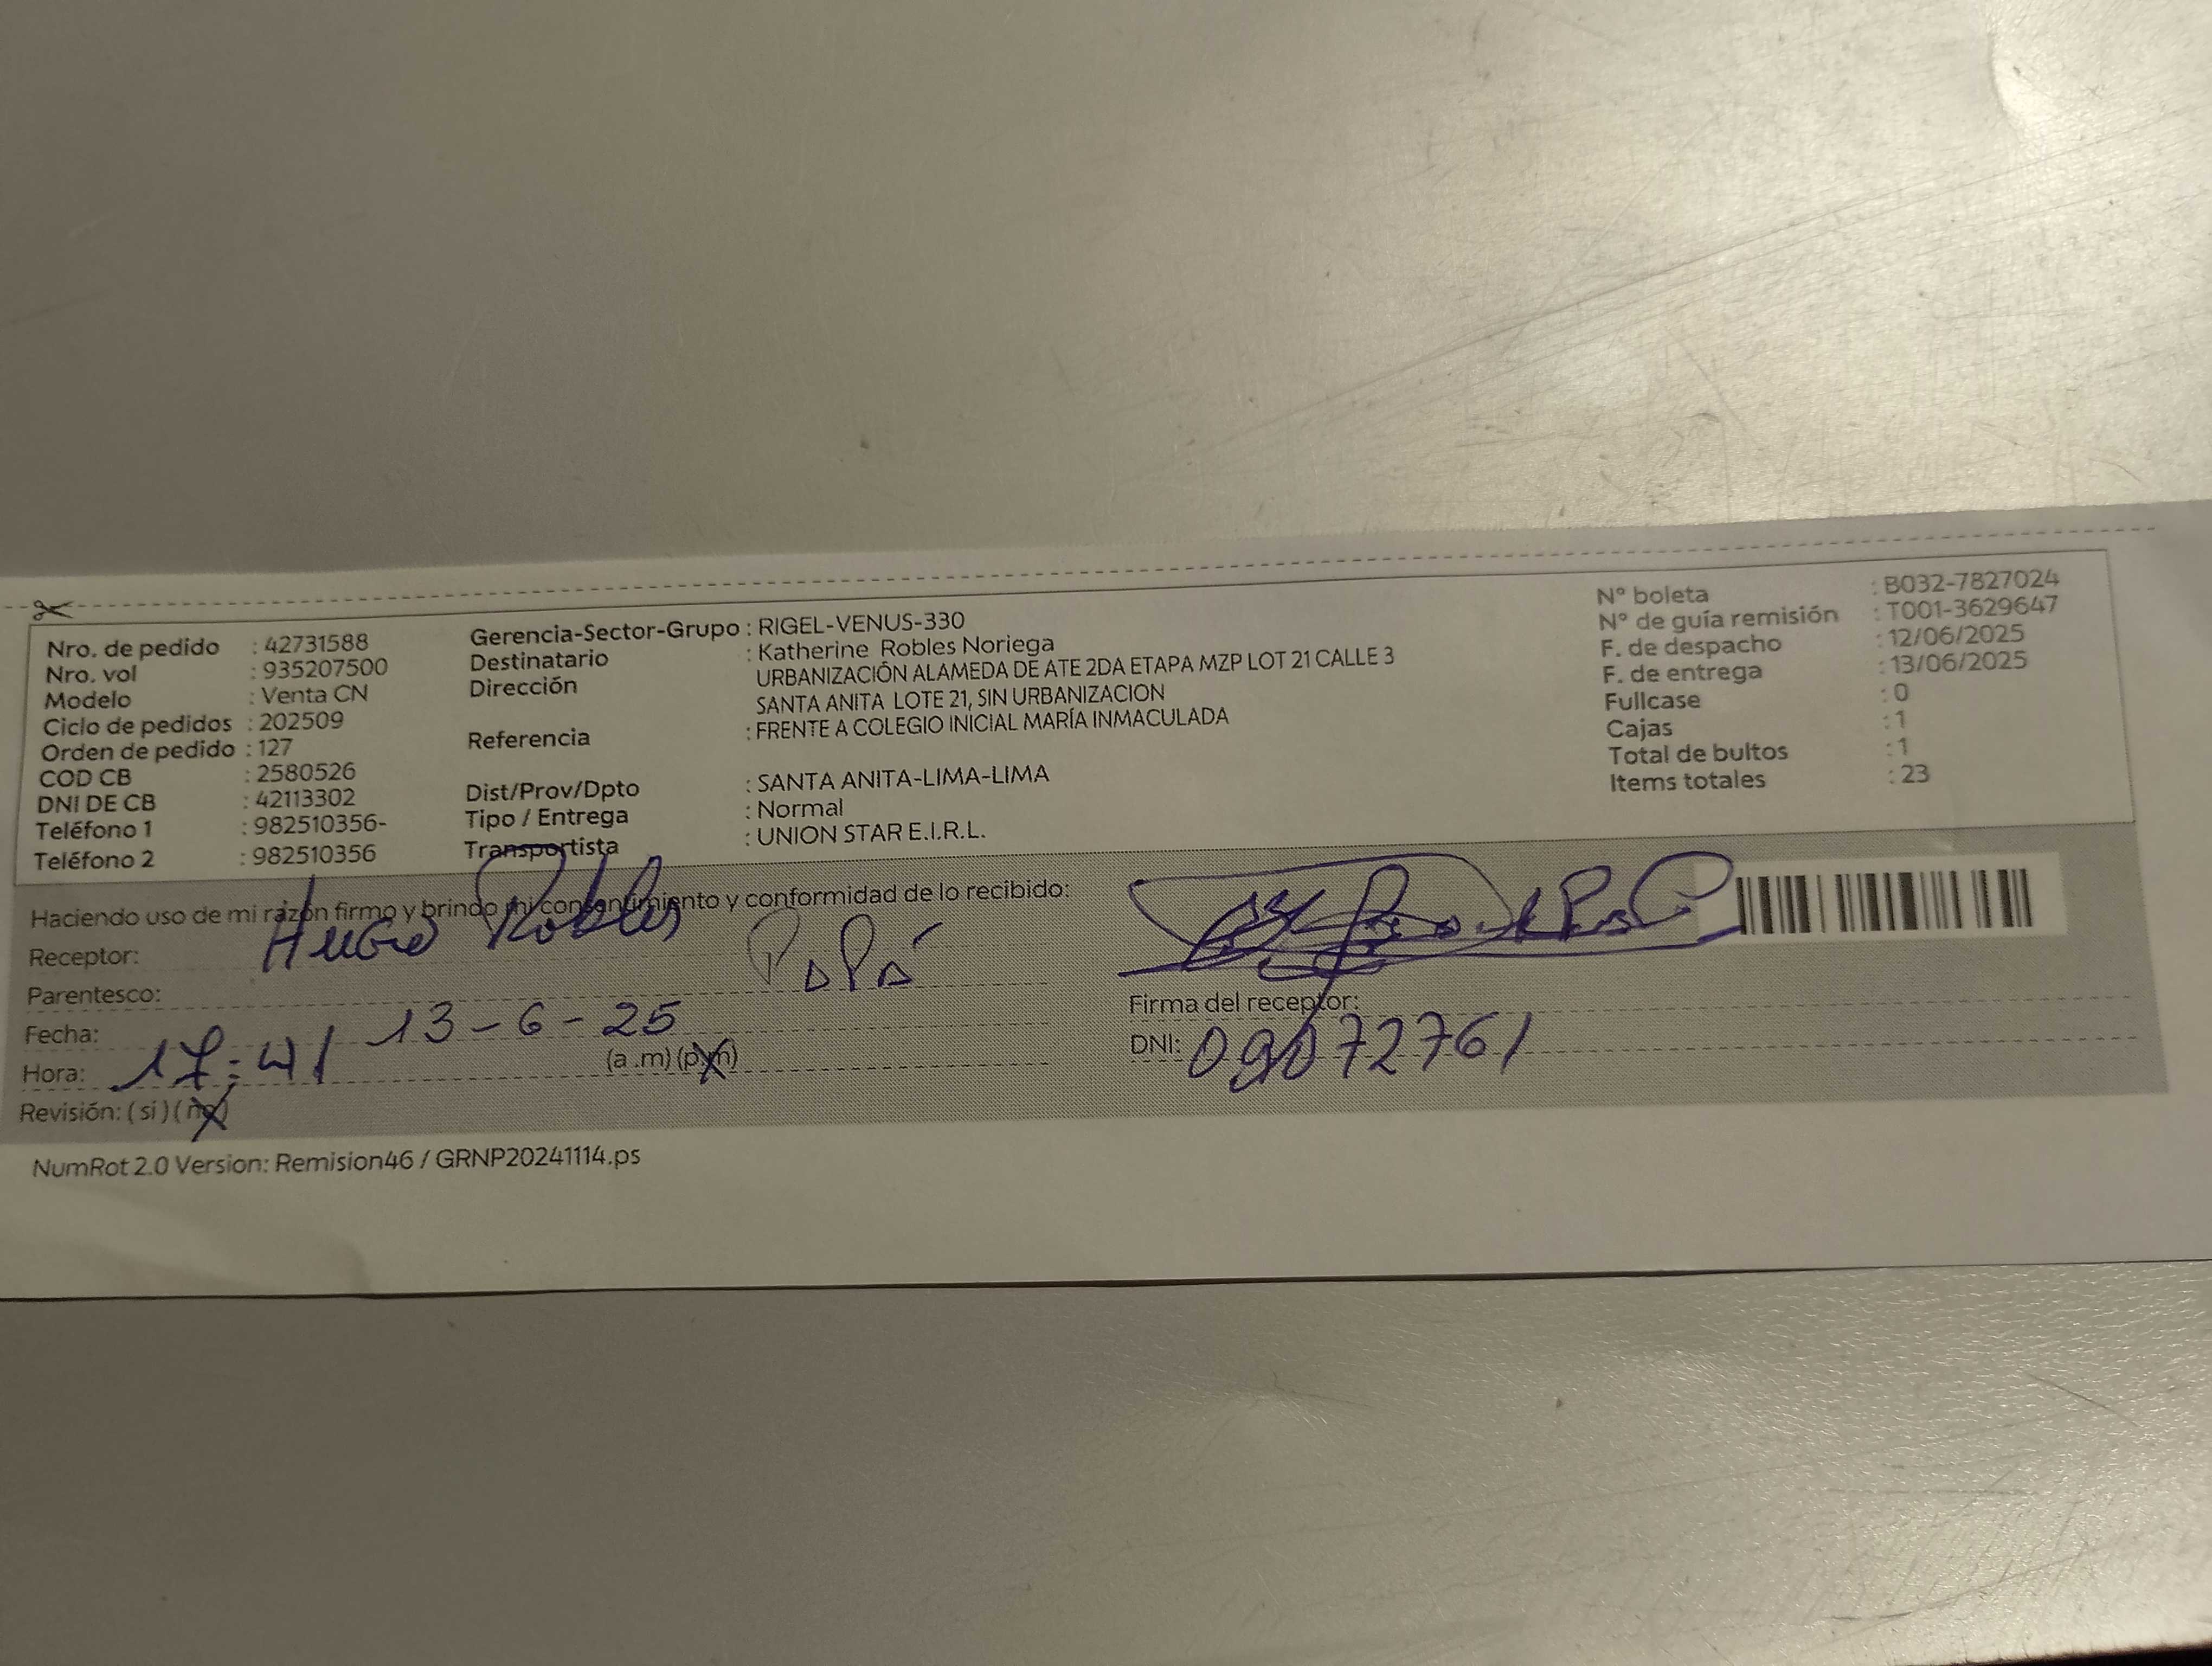 Nro. de pedido : 42731588
Nro. vol : 935207500
Modelo : Venta CN
Ciclo de pedidos : 202509
Orden de pedido : 127
COD CB : 2580526
DNI DE CB : 42113302
Teléfono 1 : 982510356-
Teléfono 2 : 982510356
Gerencia-Sector-Grupo : RIGEL-VENUS-330
Destinatario : Katherine Robles Noriega
Dirección URBANIZACIÓN ALAMEDA DE ATE 2DA ETAPA MZP LOT 21 CALLE 3
SANTA ANITA LOTE 21, SIN URBANIZACION
Referencia : FRENTE A COLEGIO INICIAL MARÍA INMACULADA
Dist/Prov/Dpto : SANTA ANITA-LIMA-LIMA
Tipo / Entrega : Normal
Transportista : UNION STAR E.I.R.L.
N° boleta : B032-7827024
N° de guía remisión : T001-3629647
F. de despacho : 12/06/2025
F. de entrega : 13/06/2025
Fullcase : 0
Cajas : 1
Total de bultos : 1
Items totales : 23
Haciendo uso de mi razón firmo y brindo mi consentimiento y conformidad de lo recibido:
Receptor: Hugo Robles
Parentesco: PAPÁ
Fecha: 13-6-25
Hora: 17:41 (a.m) (p.m)
Revisión: (si) (no)
Firma del receptor:
DNI: 09072761
NumRot 2.0 Version: Remision46 / GRNP20241114.ps